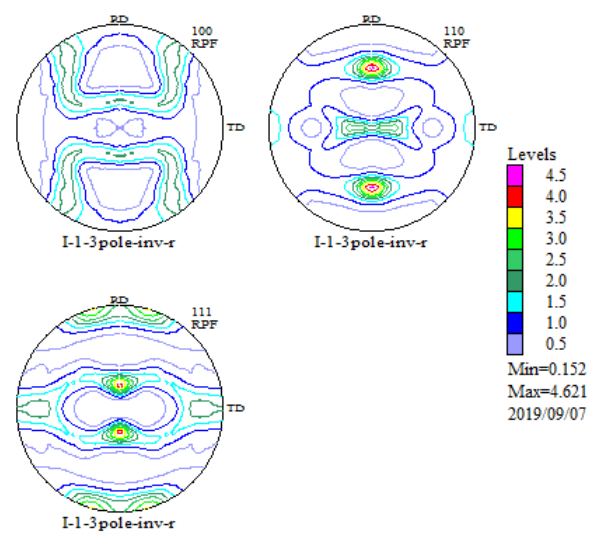 RD
100
RPF
TD
I-1-3pole-inv-r
RD
110
RPF
TD
I-1-3pole-inv-r
Levels
4.5
4.0
3.5
3.0
2.5
2.0
1.5
1.0
0.5
Min=0.152
Max=4.621
2019/09/07
RD
111
RPF
TD
I-1-3pole-inv-r